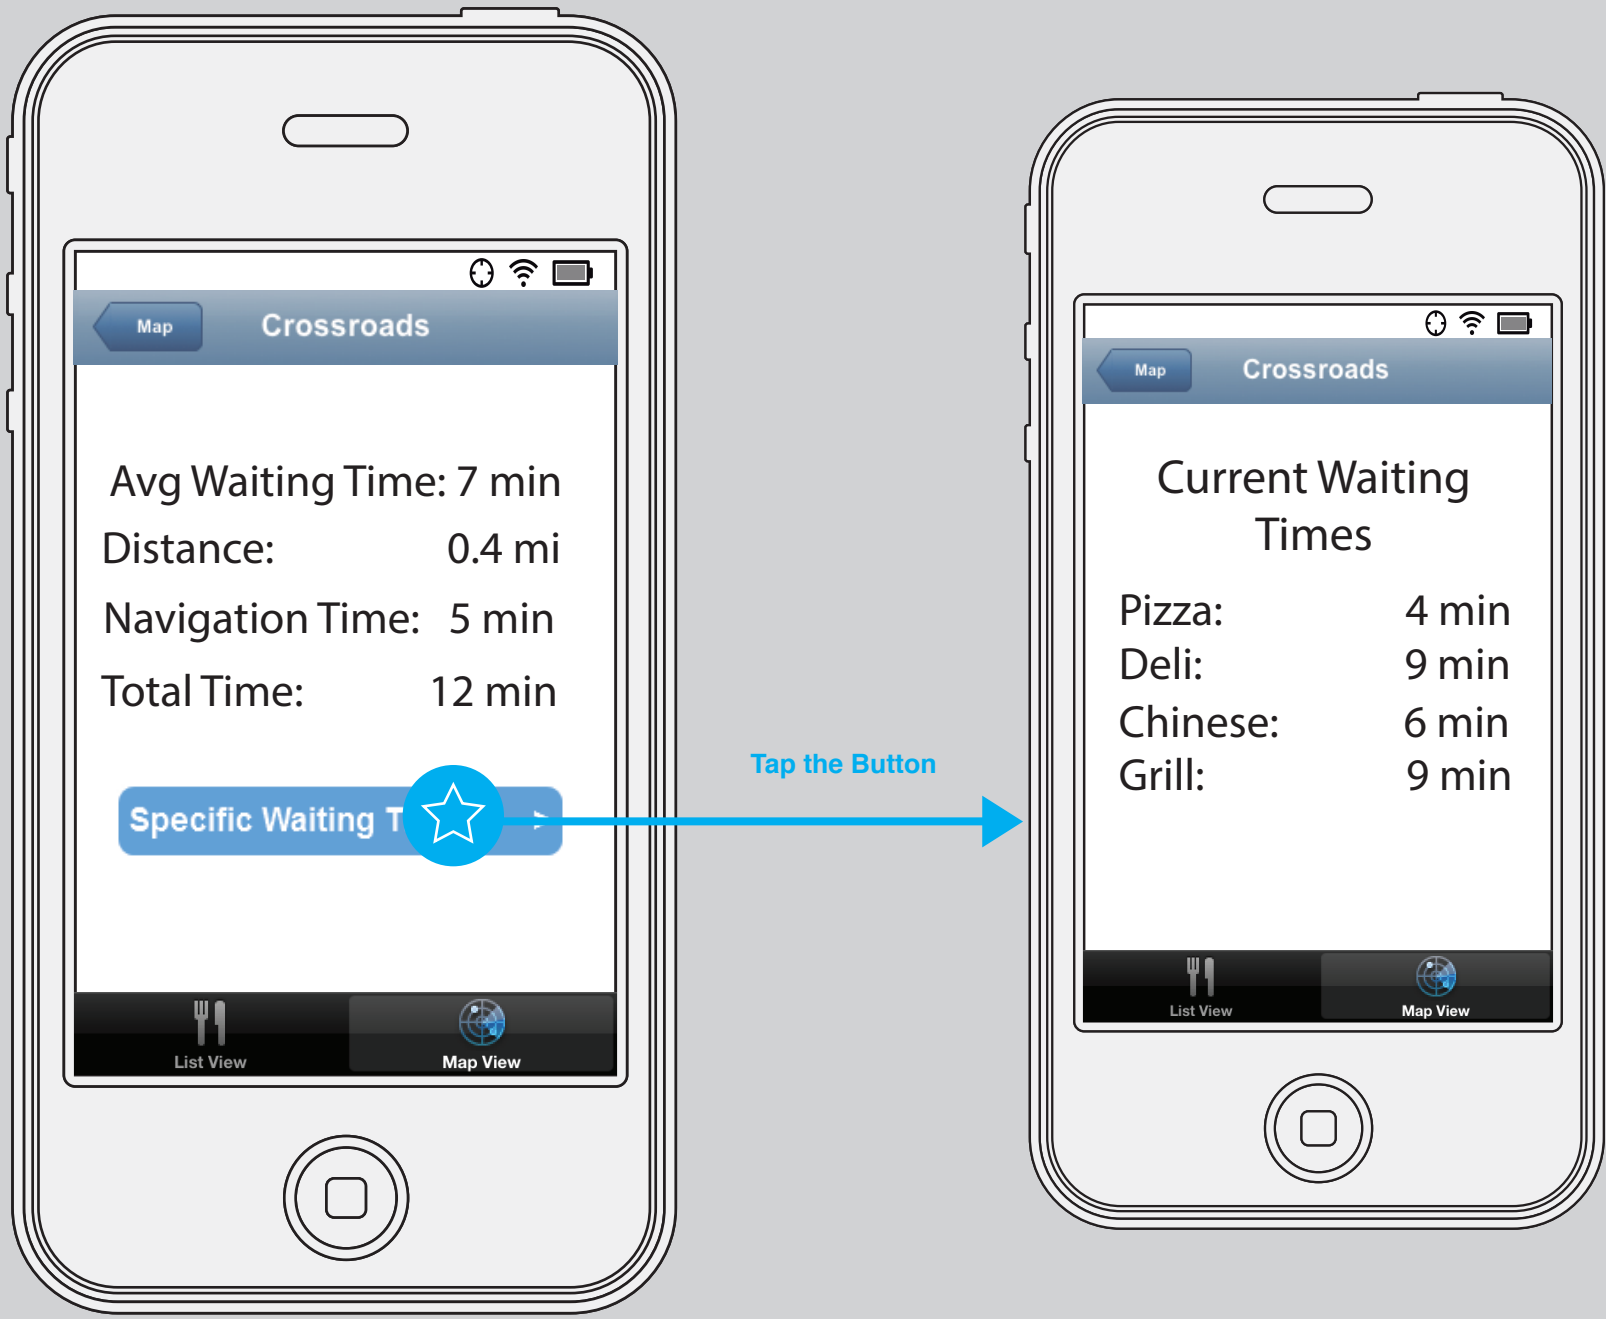 Map Crossroads
Avg Waiting Time: 7 min
Distance: 0.4 mi
Navigation Time: 5 min
Total Time: 12 min
Specific Waiting
List View Map View
Tap the Button
Map Crossroads
Current Waiting
Times
Pizza: 4 min
Deli: 9 min
Chinese: 6 min
Grill: 9 min
List View Map View